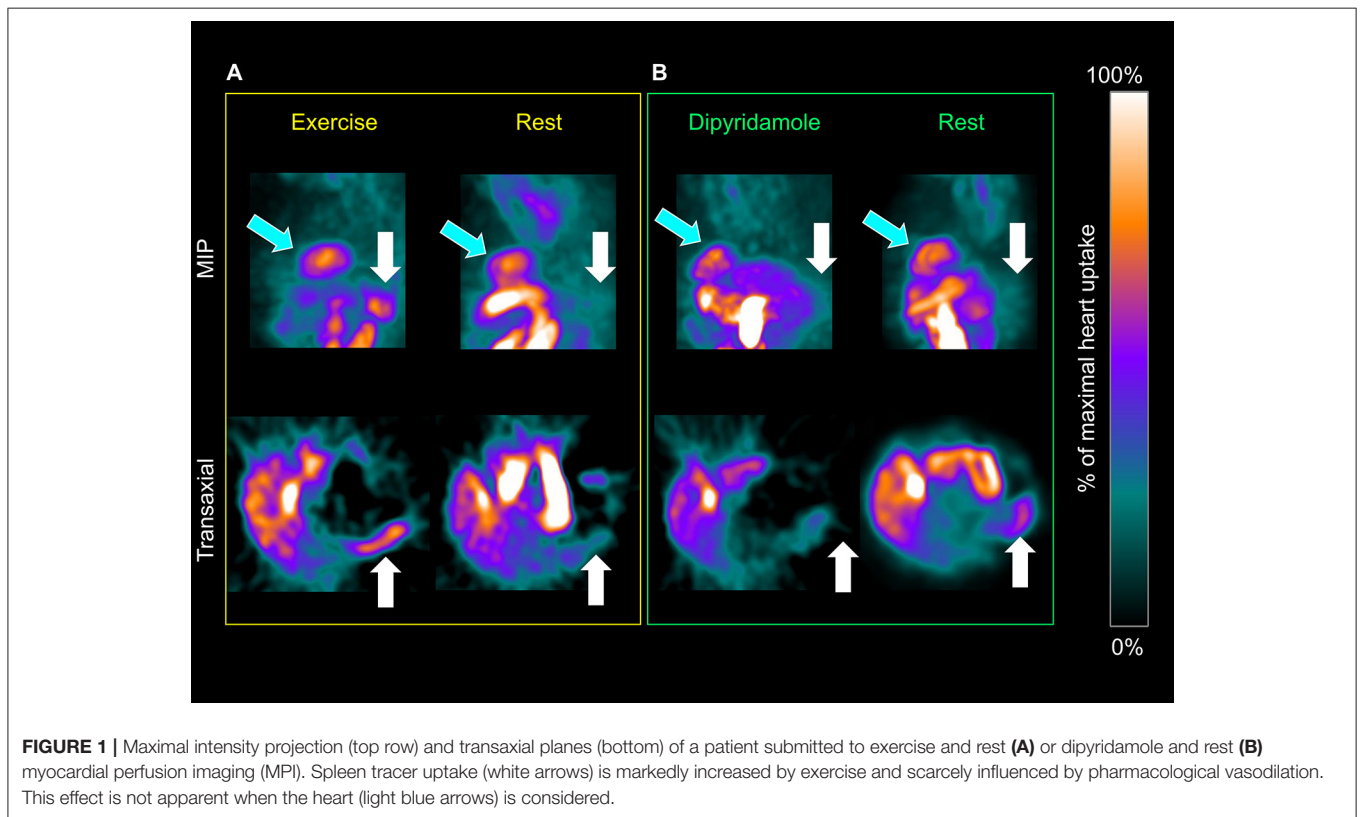 A
B
100%
Exercise
Rest
Dipyridamole
Rest
MIP
Transaxial
% of maximal heart uptake
0%
FIGURE 1 | Maximal intensity projection (top row) and transaxial planes (bottom) of a patient submitted to exercise and rest (A) or dipyridamole and rest (B)
myocardial perfusion imaging (MPI). Spleen tracer uptake (white arrows) is markedly increased by exercise and scarcely influenced by pharmacological vasodilation.
This effect is not apparent when the heart (light blue arrows) is considered.